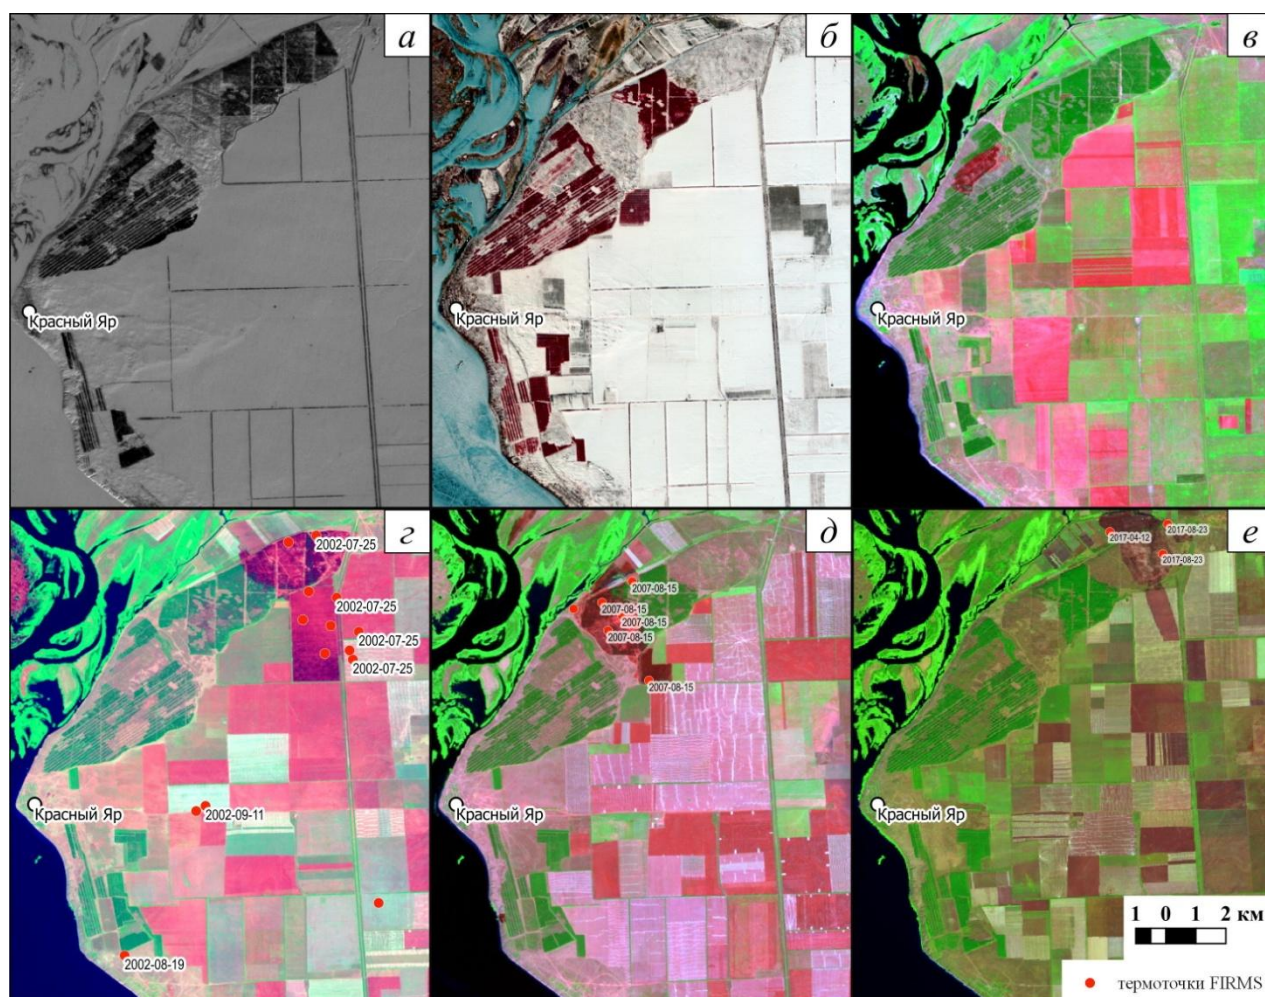 а
б
в
Красный Яр
Красный Яр
Красный Яр
г
д
е
2002-07-25
2002-07-25
2002-07-25
2002-07-25
2007-08-15
2007-08-15
2007-08-15
2007-08-15
2007-08-15
2017-04-12
2017-08-23
2017-08-23
Красный Яр
2002-09-11
Красный Яр
Красный Яр
2002-08-19
1 0 1 2 км
термоточки FIRMS